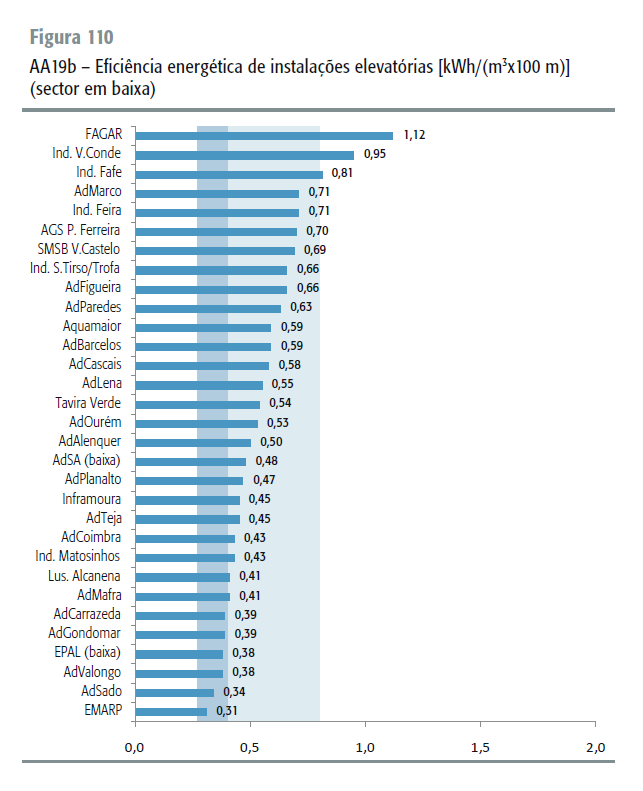 Figura 110
AA19b – Eficiência energética de instalações elevatórias [kWh/(m³x100 m)]
(sector em baixa)
FAGAR 1,12
Ind. V.Conde 0,95
Ind. Fafe 0,81
AdMarco 0,71
Ind. Feira 0,71
AGS P. Ferreira 0,70
SMSB V.Castelo 0,69
Ind. S.Tirso/Trofa 0,66
AdFigueira 0,66
AdParedes 0,63
Aquamaior 0,59
AdBarcelos 0,59
AdCascais 0,58
AdLena 0,55
Tavira Verde 0,54
AdOurém 0,53
AdAlenquer 0,50
AdSA (baixa) 0,48
AdPlanalto 0,47
Inframoura 0,45
AdTeja 0,45
AdCoimbra 0,43
Ind. Matosinhos 0,43
Lus. Alcanena 0,41
AdMafra 0,41
AdCarrazeda 0,39
AdGondomar 0,39
EPAL (baixa) 0,38
AdValongo 0,38
AdSado 0,34
EMARP 0,31
0,0 0,5 1,0 1,5 2,0